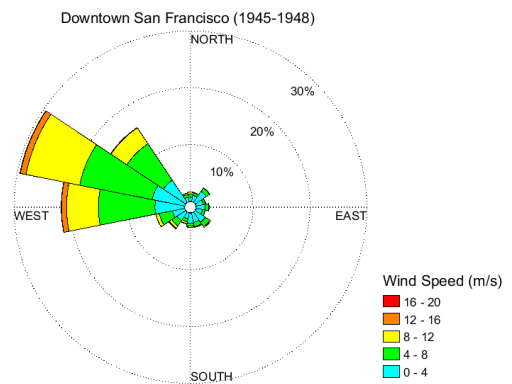 Downtown San Francisco (1945-1948)
NORTH
30%
20%
10%
WEST
EAST
SOUTH
Wind Speed (m/s)
16 - 20
12 - 16
8 - 12
4 - 8
0 - 4